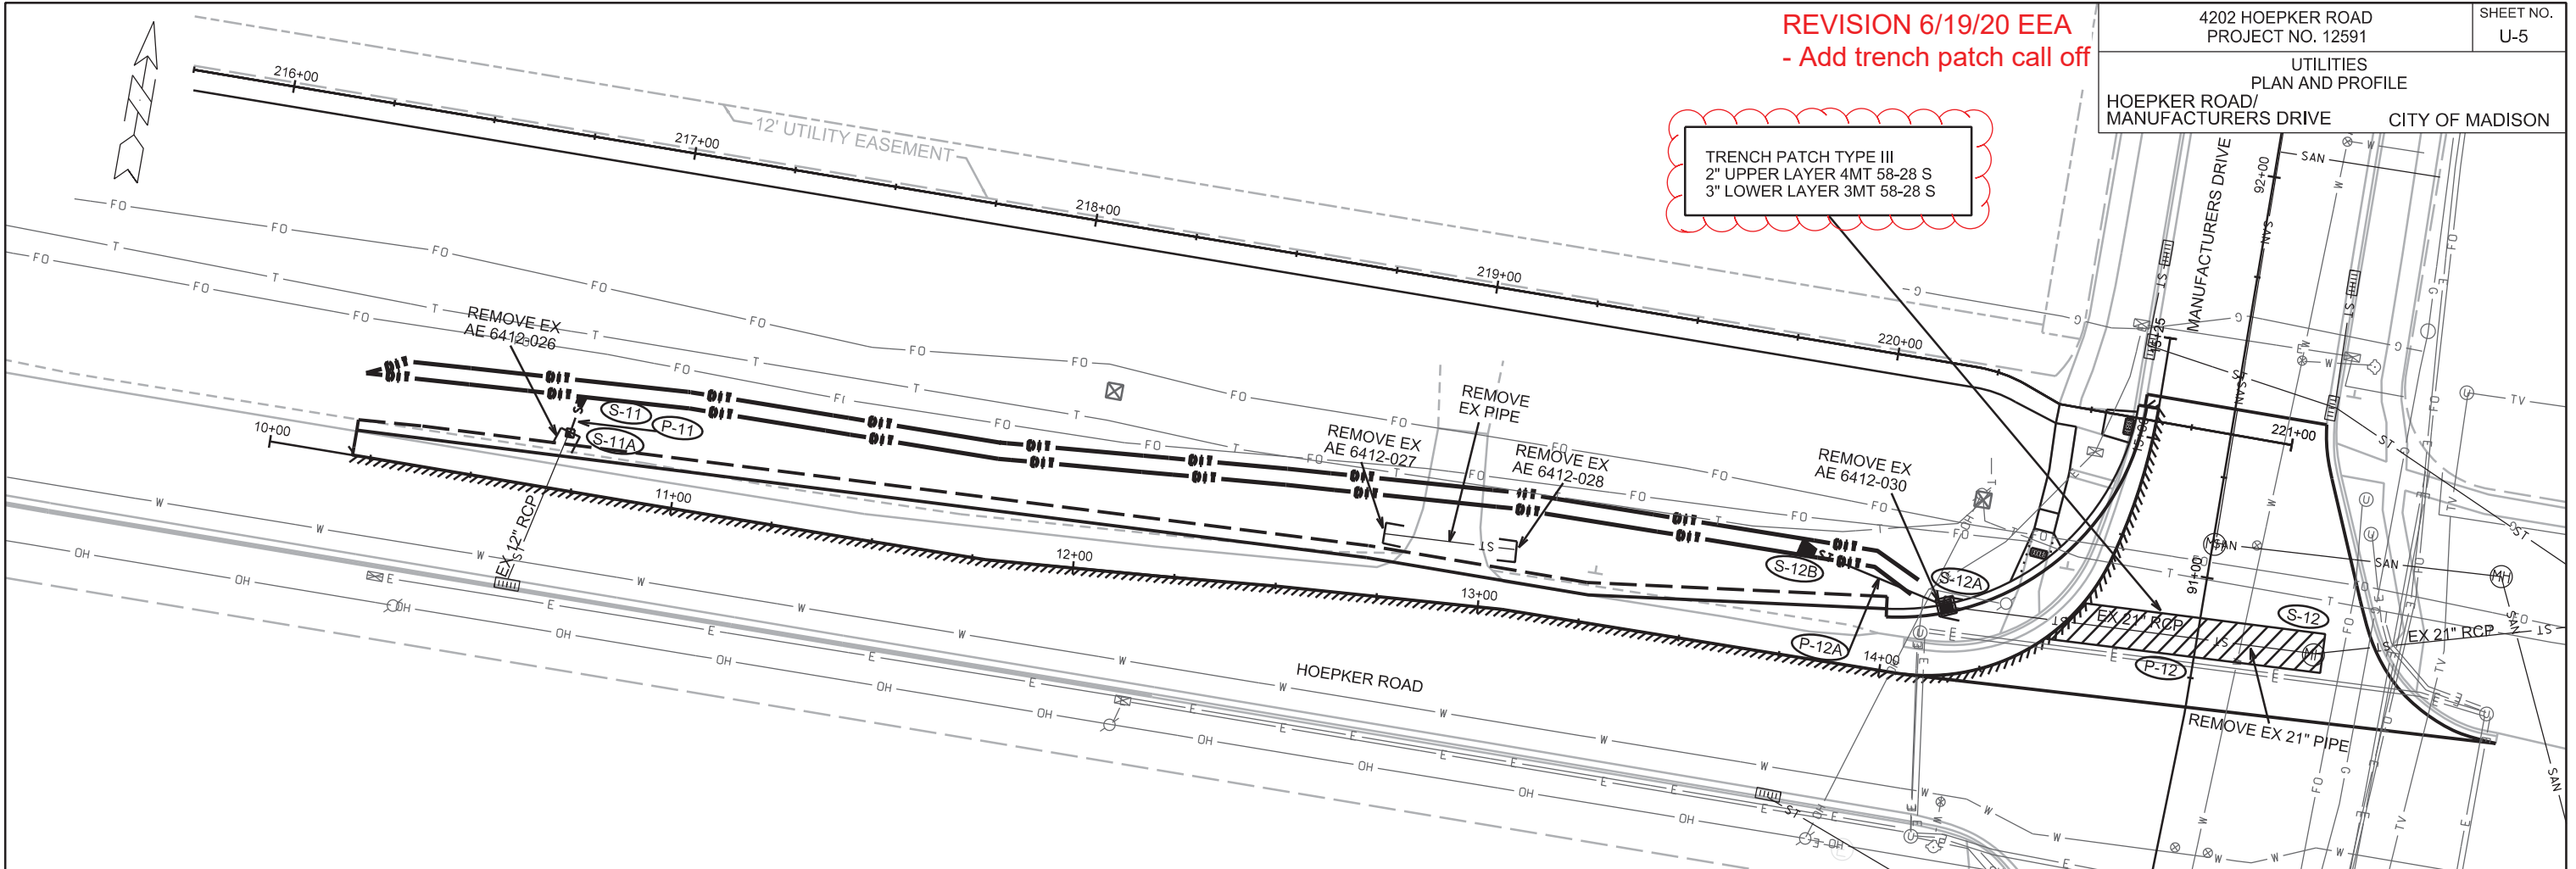 REVISION 6/19/20 EEA
- Add trench patch call off
4202 HOEPKER ROAD
PROJECT NO. 12591
SHEET NO.
U-5
UTILITIES
PLAN AND PROFILE
HOEPKER ROAD/
MANUFACTURERS DRIVE
CITY OF MADISON
TRENCH PATCH TYPE III
2" UPPER LAYER 4MT 58-28 S
3" LOWER LAYER 3MT 58-28 S
216+00
217+00
12' UTILITY EASEMENT
218+00
219+00
220+00
221+00
MANUFACTURERS DRIVE
92+00
91+00
REMOVE EX
AE 6412-026
S-11
P-11
S-11A
10+00
EX 12" RCP
11+00
12+00
REMOVE EX
AE 6412-027
REMOVE
EX PIPE
REMOVE EX
AE 6412-028
REMOVE EX
AE 6412-030
13+00
S-12B
S-12A
P-12A
14+00
HOEPKER ROAD
EX 21" RCP
S-12
P-12
EX 21" RCP
REMOVE EX 21" PIPE
FO
T
W
OH
E
G
SAN
ST
TV
MH
U